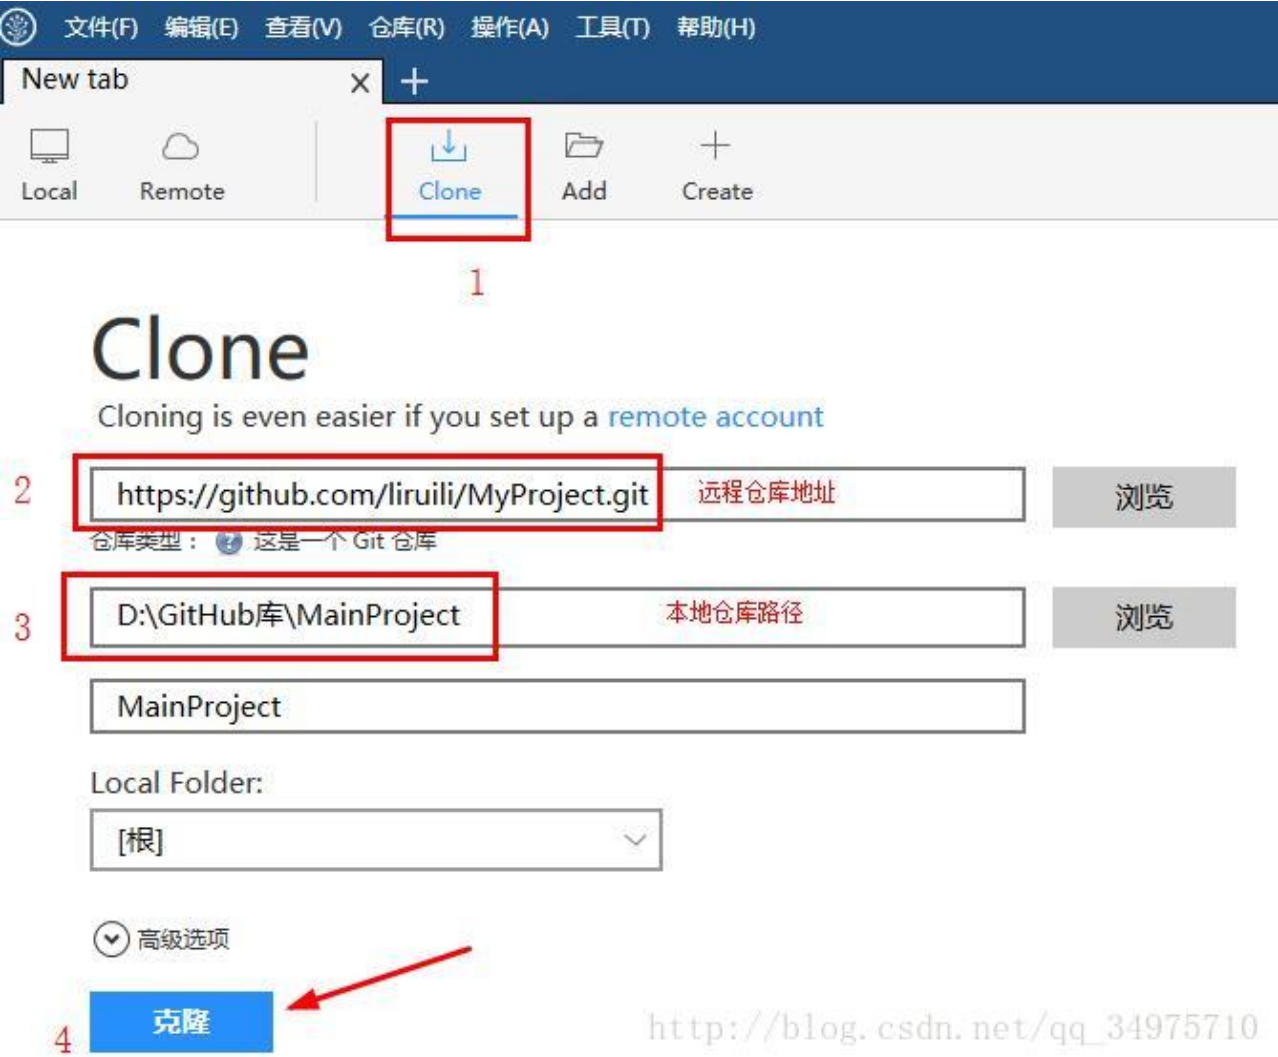 文件(F) 编辑(E) 查看(V) 仓库(R) 操作(A) 工具(T) 帮助(H)
New tab
Local Remote Clone Add Create
1
Clone
Cloning is even easier if you set up a remote account
2 https://github.com/liruili/MyProject.git 远程仓库地址 浏览
仓库类型： ? 这是一个 Git 仓库
3 D:\GitHub库\MainProject 本地仓库路径 浏览
MainProject
Local Folder:
[根]
高级选项
4 克隆
http://blog.csdn.net/qq_34975710